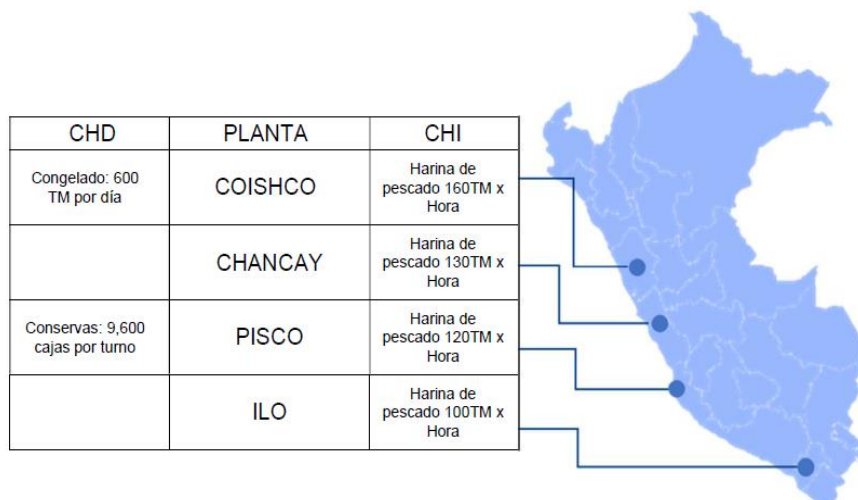 CHD PLANTA CHI
Congelado: 600
TM por día
COISHCO
Harina de
pescado 160TM x
Hora
CHANCAY
Harina de
pescado 130TM x
Hora
Conservas: 9,600
cajas por turno
PISCO
Harina de
pescado 120TM x
Hora
ILO
Harina de
pescado 100TM x
Hora